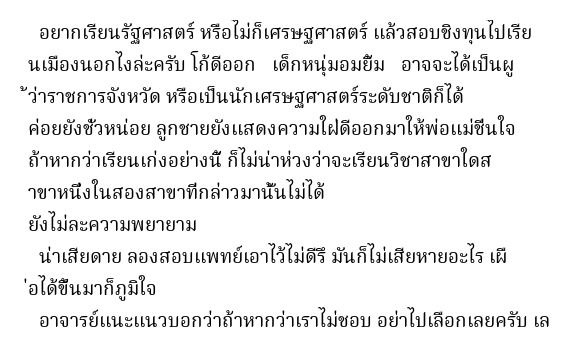 อยากเรียนรัฐศาสตร์ หรือไม่ก็เศรษฐศาสตร์ แล้วสอบชิงทุนไปเรีย
นเมืองนอกไงล่ะครับ โก้ดีออก เด็กหนุ่มอมยิ้ม อาจจะได้เป็นผู
้ว่าราชการจังหวัด หรือเป็นนักเศรษฐศาสตร์ระดับชาติก็ได้
ค่อยยังชั่วหน่อย ลูกชายยังแสดงความใฝ่ดีออกมาให้พ่อแม่ชื่นใจ
ถ้าหากว่าเรียนเก่งอย่างนี้ ก็ไม่น่าห่วงว่าจะเรียนวิชาสาขาใดส
าขาหนึ่งในสองสาขาที่กล่าวมานั้นไม่ได้
ยังไม่ละความพยายาม
น่าเสียดาย ลองสอบแพทย์เอาไว้ไม่ดีรึ มันก็ไม่เสียหายอะไร เผื
่อได้ขึ้นมาก็ภูมิใจ
อาจารย์แนะแนวบอกว่าถ้าหากว่าเราไม่ชอบ อย่าไปเลือกเลยครับ เล